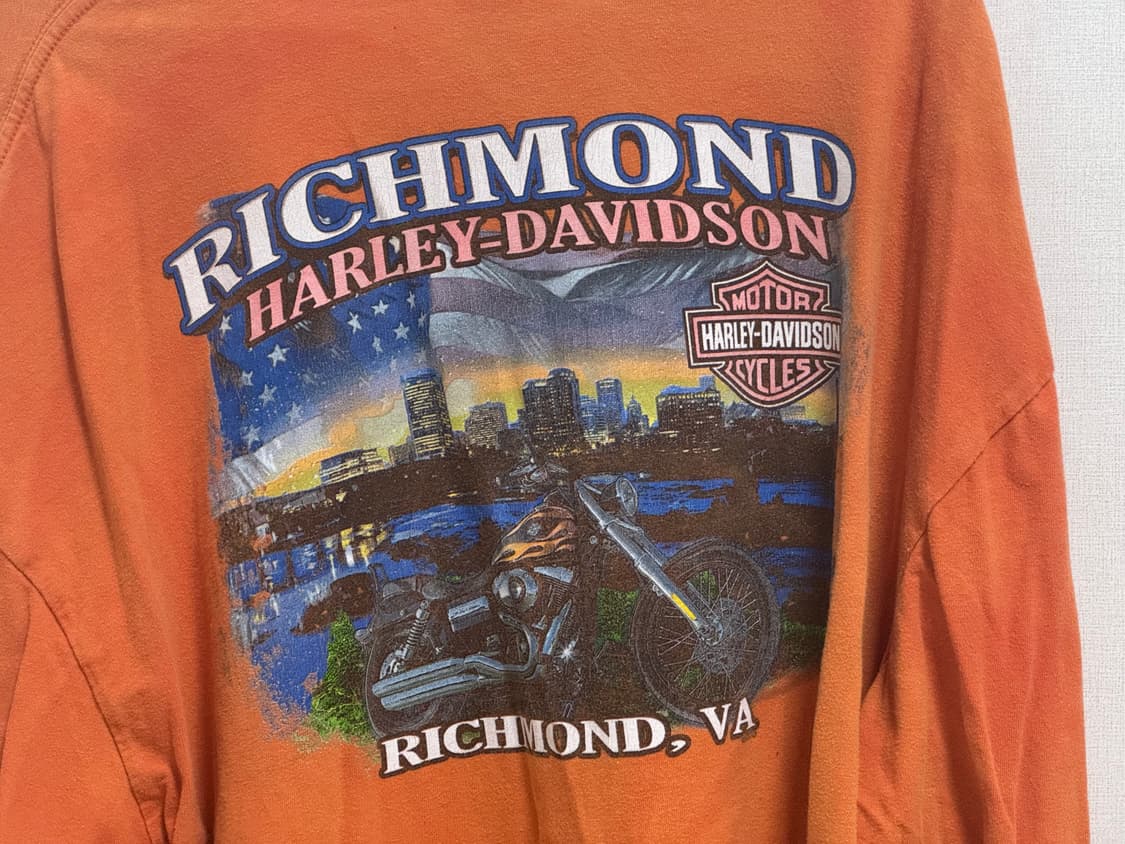 RICHMOND
HARLEY-DAVIDSON
MOTOR
HARLEY-DAVIDSON
CYCLES
RICHMOND, VA